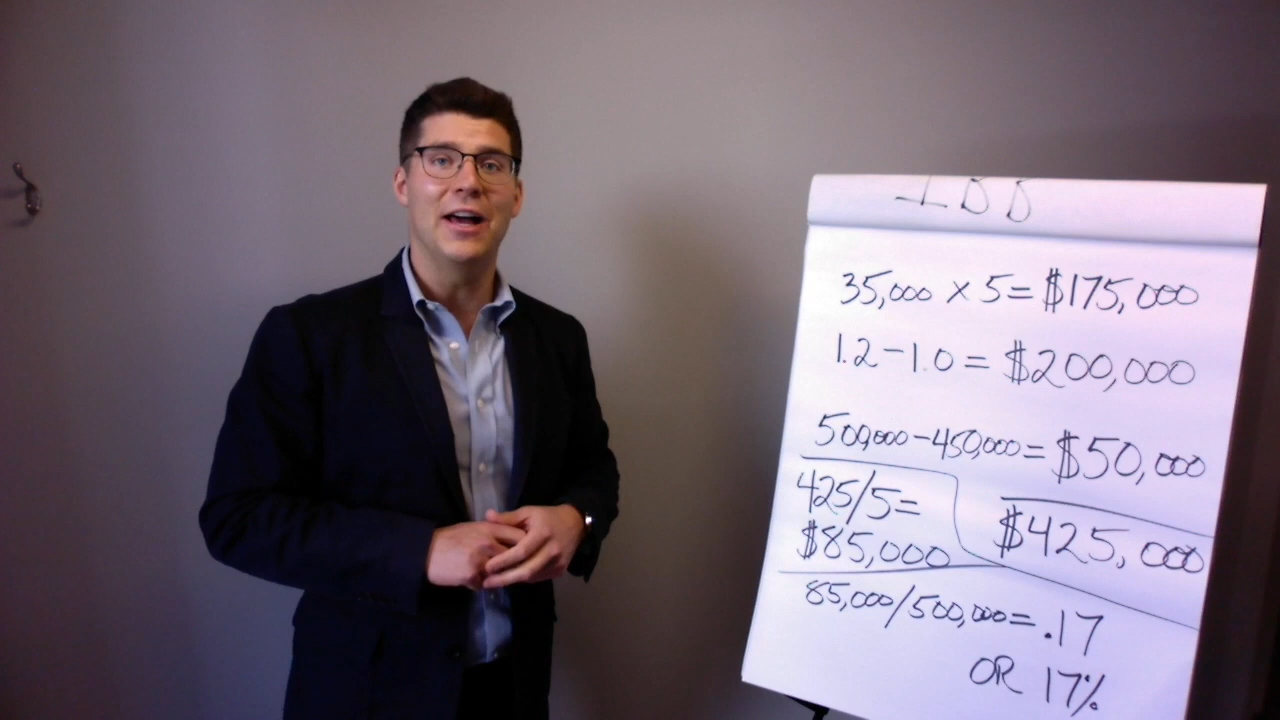 35,000 x 5 = $175,000
1.2 - 1.0 = $200,000
500,000 - 450,000 = $50,000
$425,000
425/5 =
$85,000
85,000/500,000 = .17
OR 17%